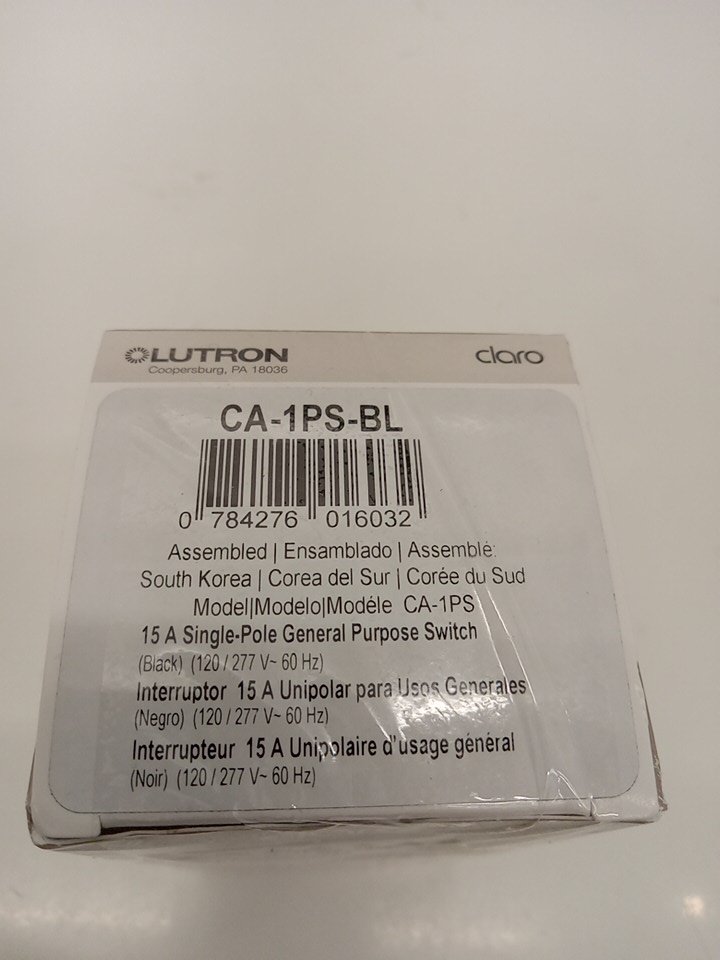 LUTRON claro
Coopersburg, PA 18036
CA-1PS-BL
0 784276 016032
Assembled | Ensamblado | Assemblé:
South Korea | Corea del Sur | Corée du Sud
Model|Modelo|Modéle CA-1PS
15 A Single-Pole General Purpose Switch
(Black) (120 / 277 V~ 60 Hz)
Interruptor 15 A Unipolar para Usos Generales
(Negro) (120 / 277 V~ 60 Hz)
Interrupteur 15 A Unipolaire d'usage général
(Noir) (120 / 277 V~ 60 Hz)